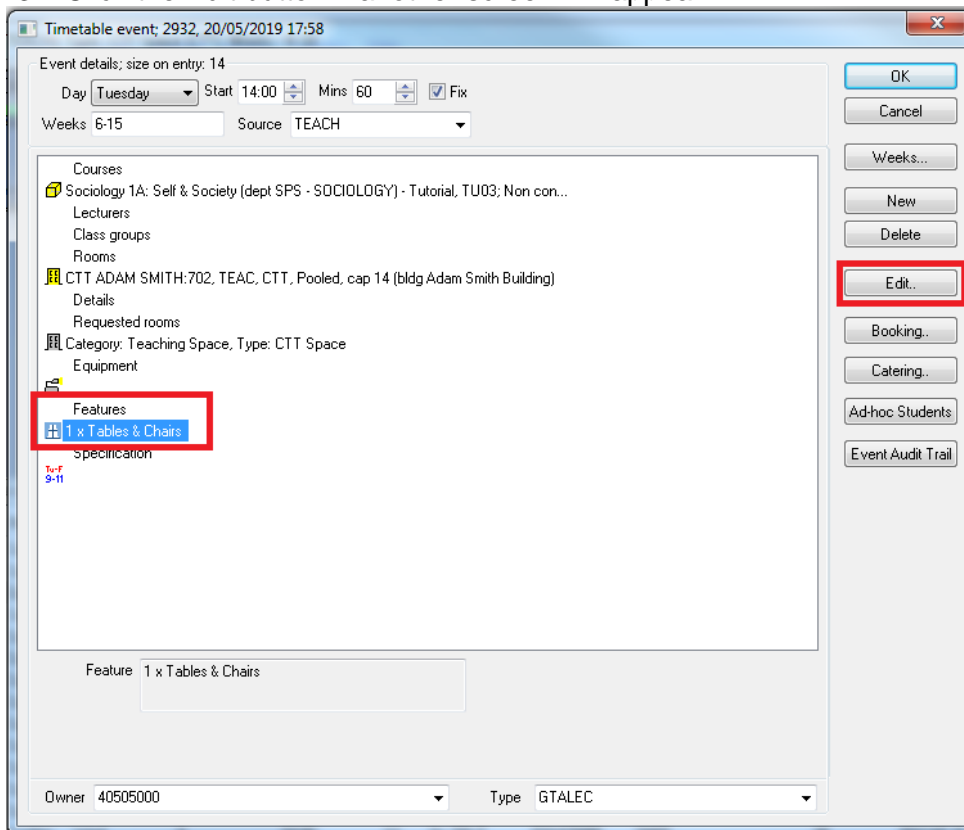 Timetable event; 2932, 20/05/2019 17:58
Event details; size on entry: 14
Day Tuesday Start 14:00 Mins 60 Fix
Weeks 6-15 Source TEACH
Courses
Sociology 1A: Self & Society (dept SPS - SOCIOLOGY) - Tutorial, TU03; Non con...
Lecturers
Class groups
Rooms
CTT ADAM SMITH:702, TEAC, CTT, Pooled, cap 14 (bldg Adam Smith Building)
Details
Requested rooms
Category: Teaching Space, Type: CTT Space
Equipment
Features
1 x Tables & Chairs
Specification
Tu-F
9-11
Feature 1 x Tables & Chairs
Owner 40505000 Type GTALEC
OK
Cancel
Weeks...
New
Delete
Edit..
Booking..
Catering..
Ad-hoc Students
Event Audit Trail